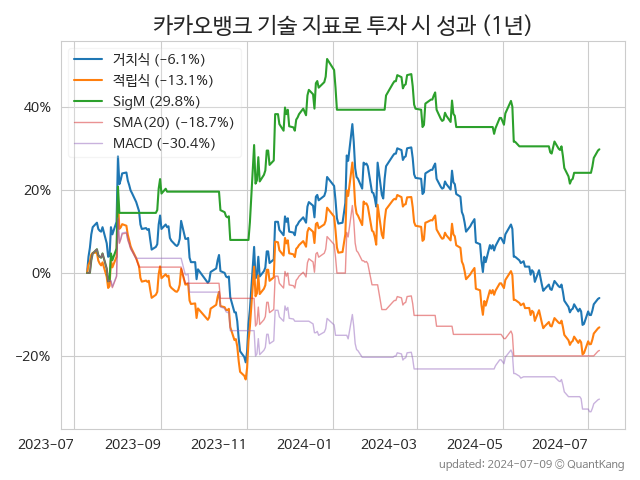 카카오뱅크 기술 지표로 투자 시 성과 (1년)
거치식 (−6.1%)
적립식 (−13.1%)
SigM (29.8%)
SMA(20) (−18.7%)
MACD (−30.4%)
40%
20%
0%
−20%
2023-07 2023-09 2023-11 2024-01 2024-03 2024-05 2024-07
updated: 2024-07-09 © QuantKang